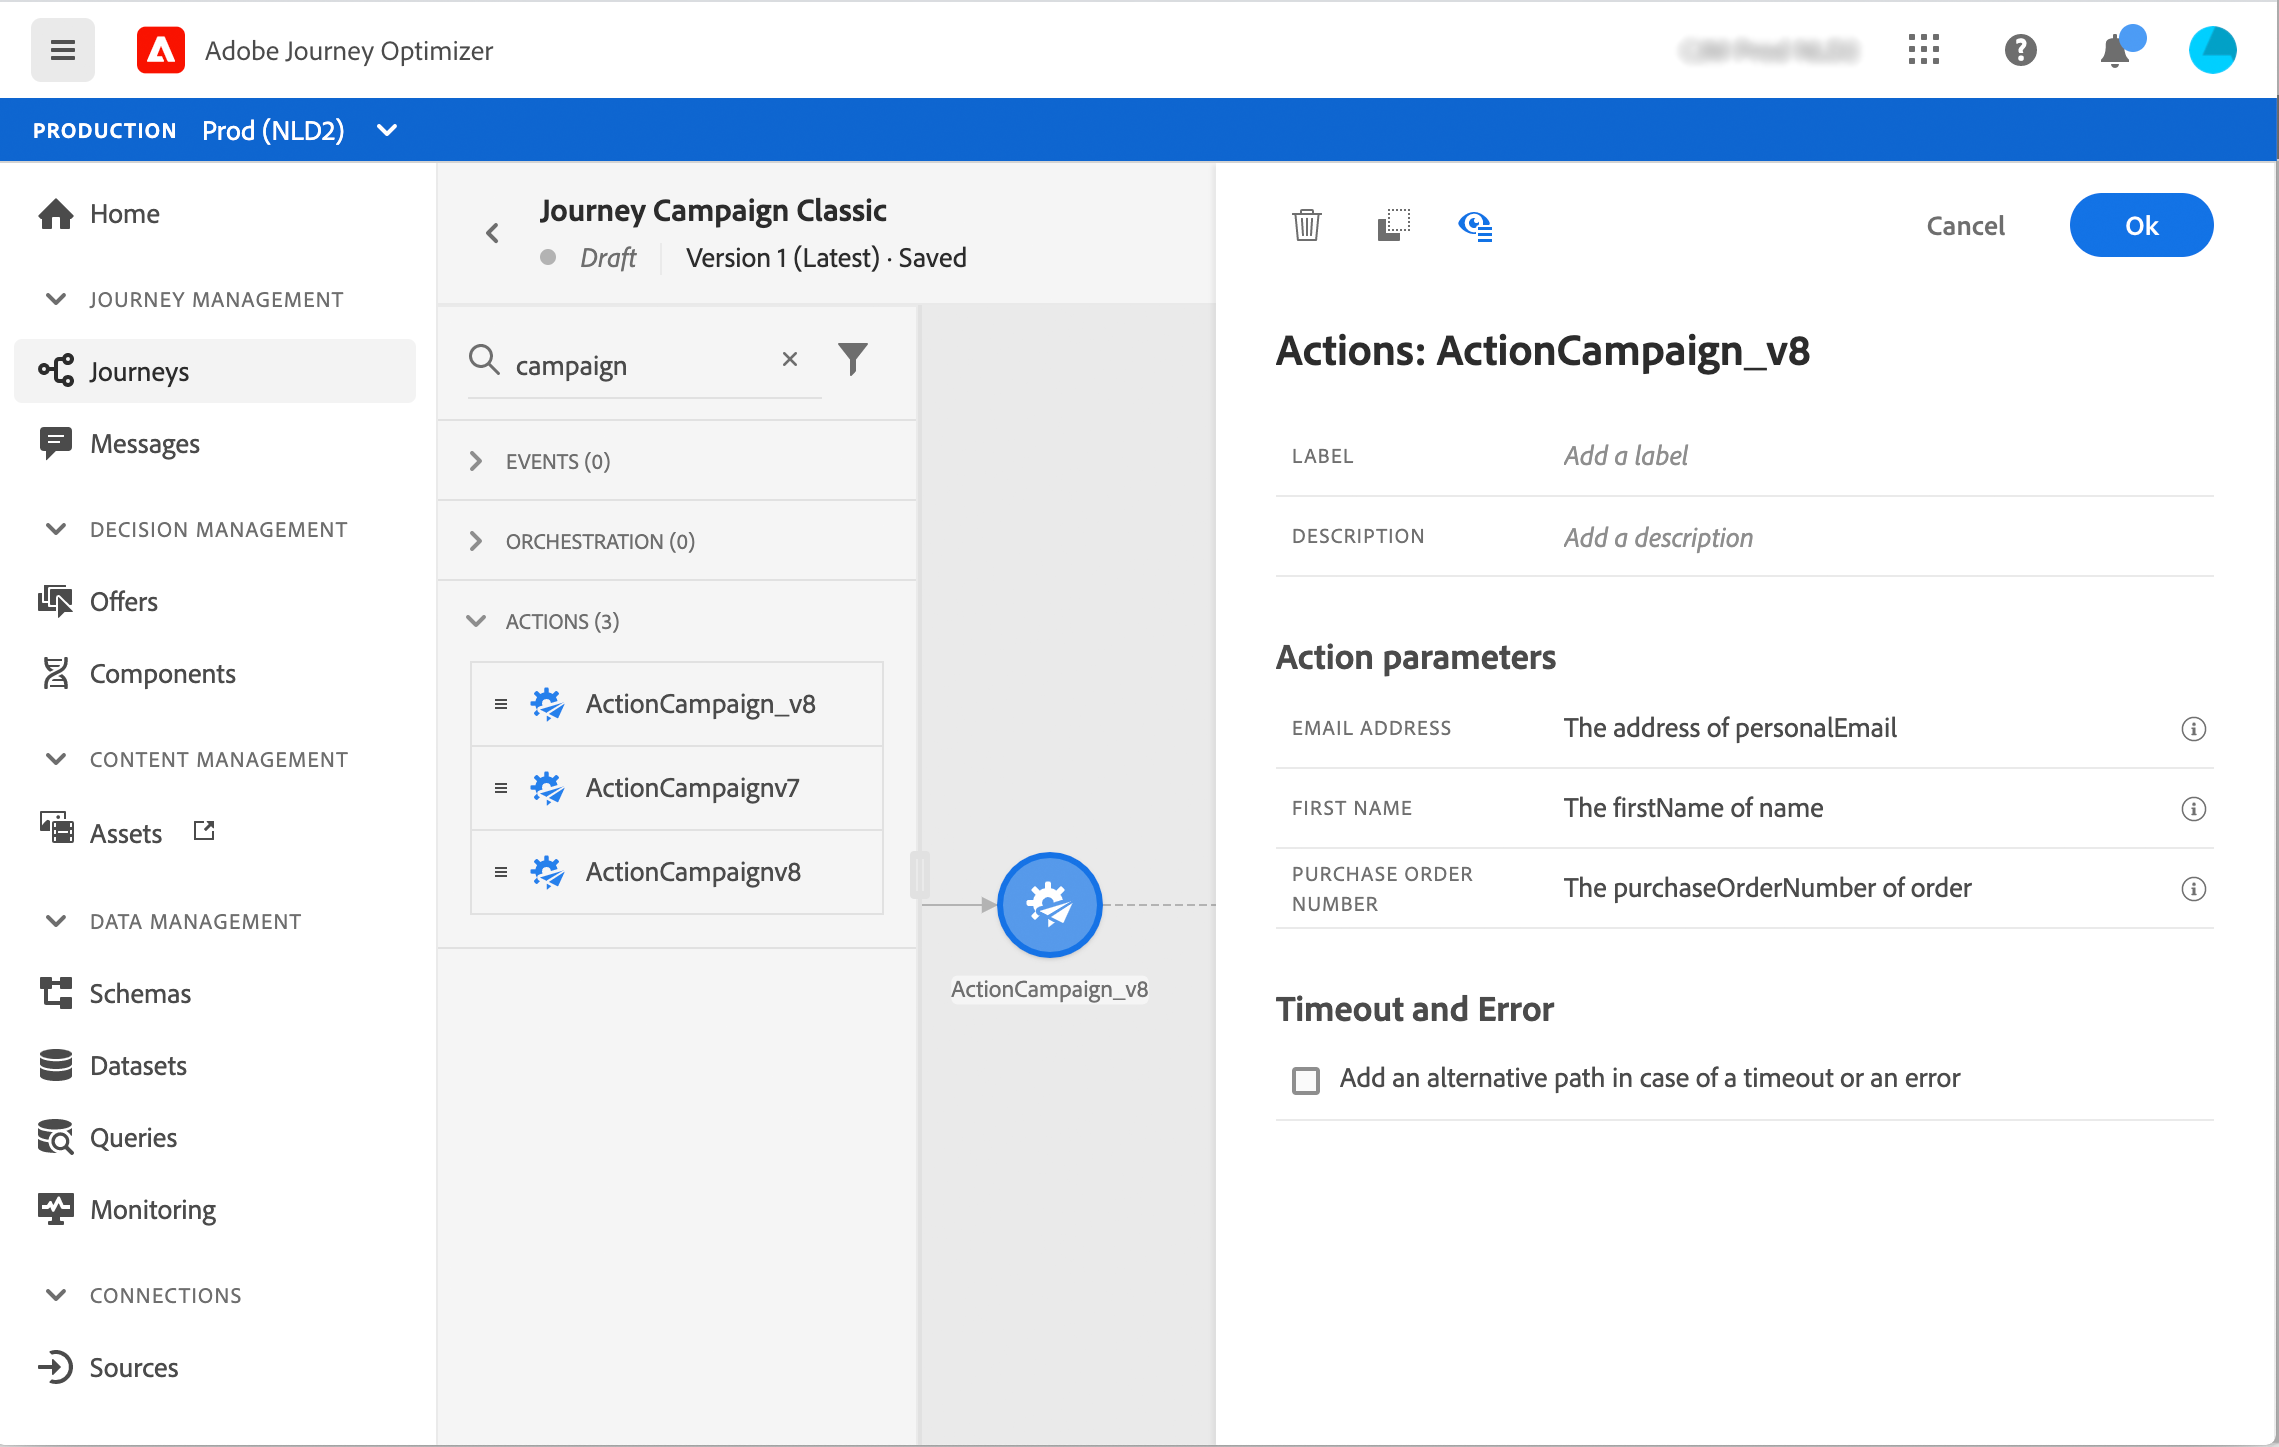 Adobe Journey Optimizer
PRODUCTION Prod (NLD2)
Home
JOURNEY MANAGEMENT
Journeys
Messages
DECISION MANAGEMENT
Offers
Components
CONTENT MANAGEMENT
Assets
DATA MANAGEMENT
Schemas
Datasets
Queries
Monitoring
CONNECTIONS
Sources
Journey Campaign Classic
Draft Version 1 (Latest) · Saved
campaign
EVENTS (0)
ORCHESTRATION (0)
ACTIONS (3)
ActionCampaign_v8
ActionCampaignv7
ActionCampaignv8
ActionCampaign_v8
Cancel Ok
Actions: ActionCampaign_v8
LABEL Add a label
DESCRIPTION Add a description
Action parameters
EMAIL ADDRESS The address of personalEmail
FIRST NAME The firstName of name
PURCHASE ORDER
NUMBER The purchaseOrderNumber of order
Timeout and Error
Add an alternative path in case of a timeout or an error